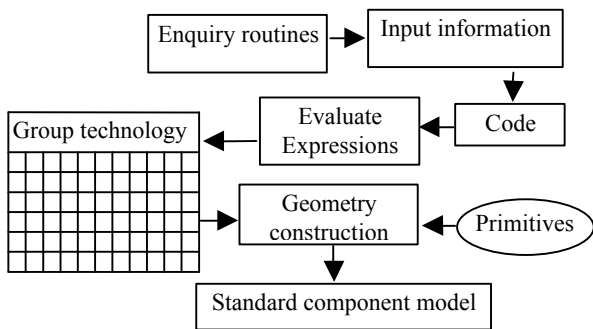 Enquiry routines
Input information
Code
Evaluate
Expressions
Group technology
Geometry
construction
Primitives
Standard component model